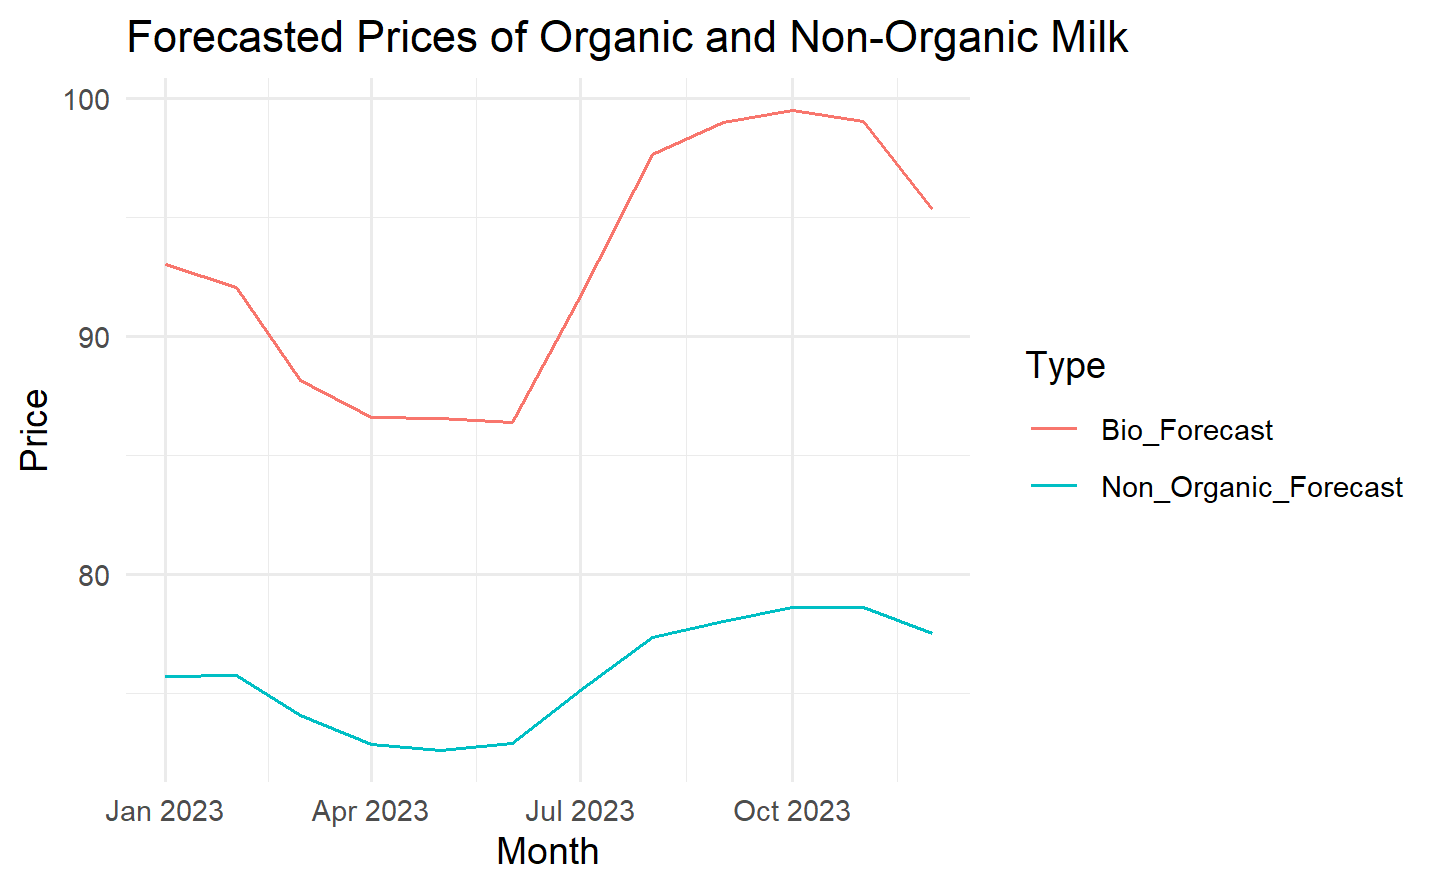 Forecasted Prices of Organic and Non-Organic Milk
100
90
80
Price
Jan 2023 Apr 2023 Jul 2023 Oct 2023
Month
Type
Bio_Forecast
Non_Organic_Forecast